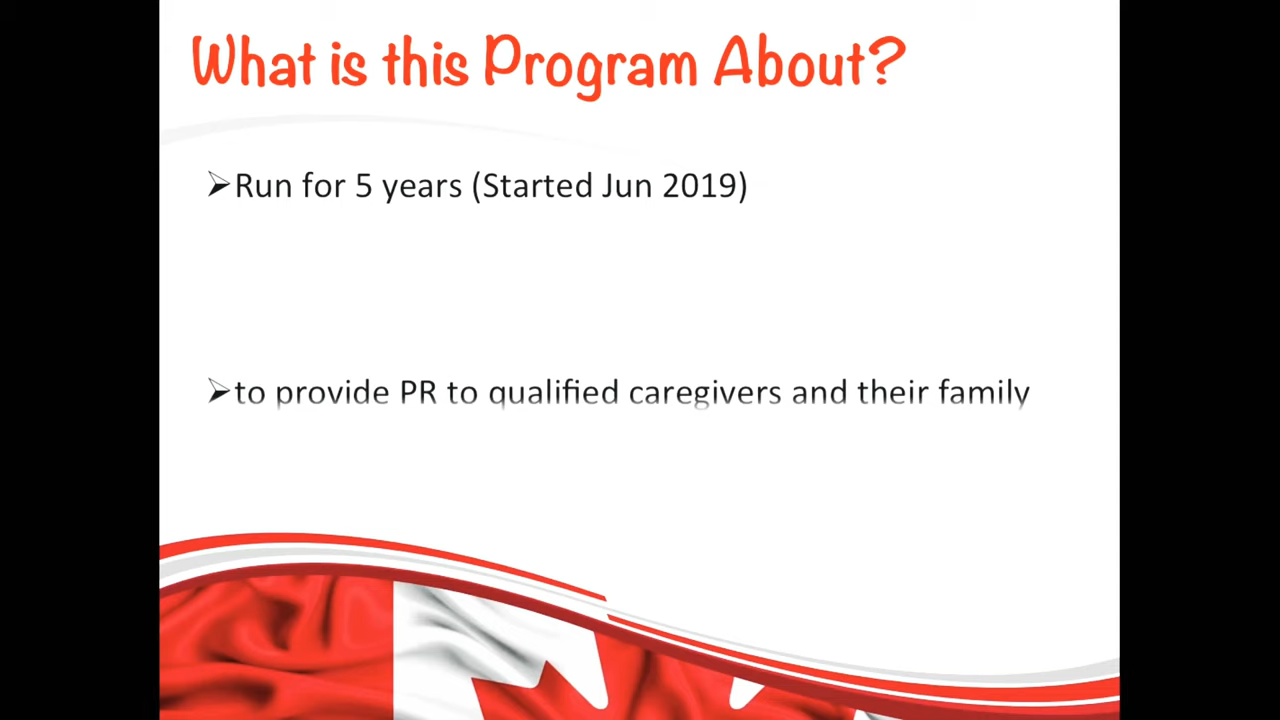 What is this Program About?
➢Run for 5 years (Started Jun 2019)
➢to provide PR to qualified caregivers and their family